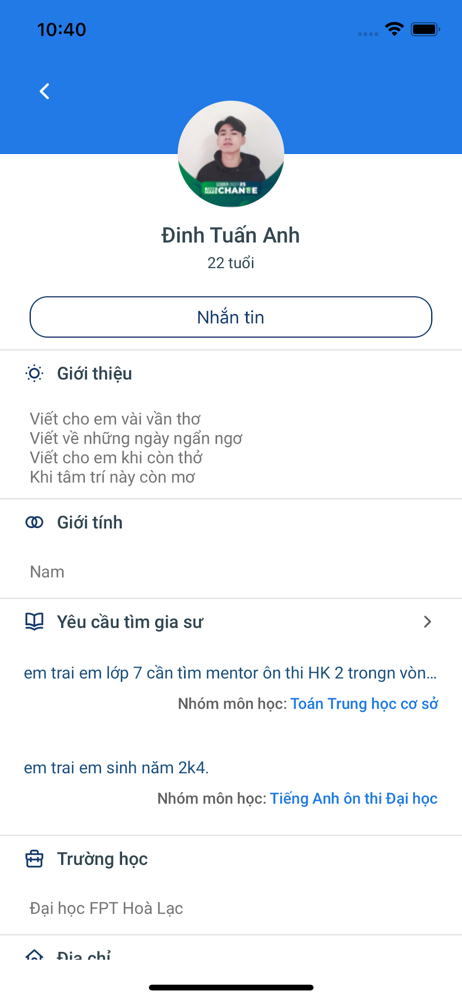 10:40
LEADER UNDER 25
MAKE CHANGE
Đinh Tuấn Anh
22 tuổi
Nhắn tin
Giới thiệu
Viết cho em vài vần thơ
Viết về những ngày ngẩn ngơ
Viết cho em khi còn thở
Khi tâm trí này còn mơ
Giới tính
Nam
Yêu cầu tìm gia sư
em trai em lớp 7 cần tìm mentor ôn thi HK 2 trongn vòn...
Nhóm môn học: Toán Trung học cơ sở
em trai em sinh năm 2k4.
Nhóm môn học: Tiếng Anh ôn thi Đại học
Trường học
Đại học FPT Hoà Lạc
Địa chỉ